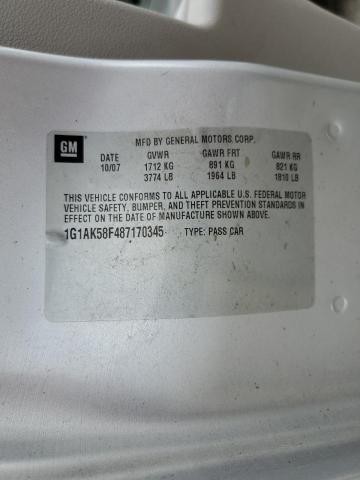 GM
MFD BY GENERAL MOTORS CORP.
DATE GVWR GAWR FRT GAWR RR
10/07 1712 KG 891 KG 821 KG
3774 LB 1964 LB 1810 LB
THIS VEHICLE CONFORMS TO ALL APPLICABLE U.S. FEDERAL MOTOR
VEHICLE SAFETY, BUMPER, AND THEFT PREVENTION STANDARDS IN
EFFECT ON THE DATE OF MANUFACTURE SHOWN ABOVE.
1G1AK58F487170345 TYPE: PASS CAR